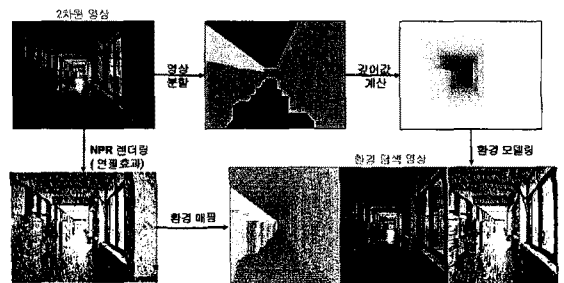 2차원 영상
영상
분할
깊이값
계산
NPR 렌더링
(연필효과)
환경 탐색 영상
환경 모델링
환경 매핑